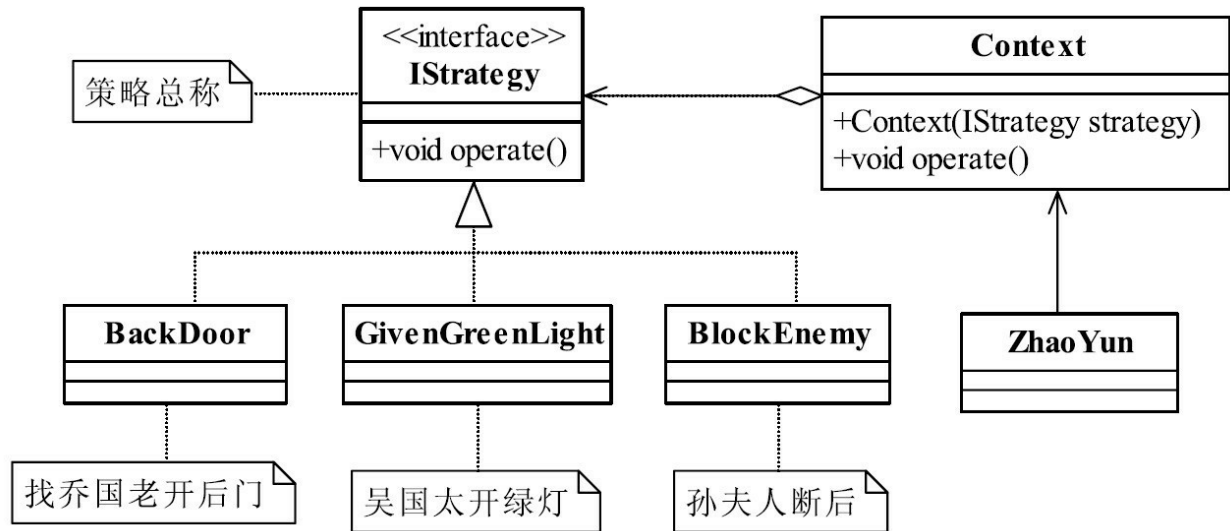 <<interface>>
IStrategy
+void operate()
策略总称
Context
+Context(IStrategy strategy)
+void operate()
BackDoor
GivenGreenLight
BlockEnemy
ZhaoYun
找乔国老开后门
吴国太开绿灯
孙夫人断后